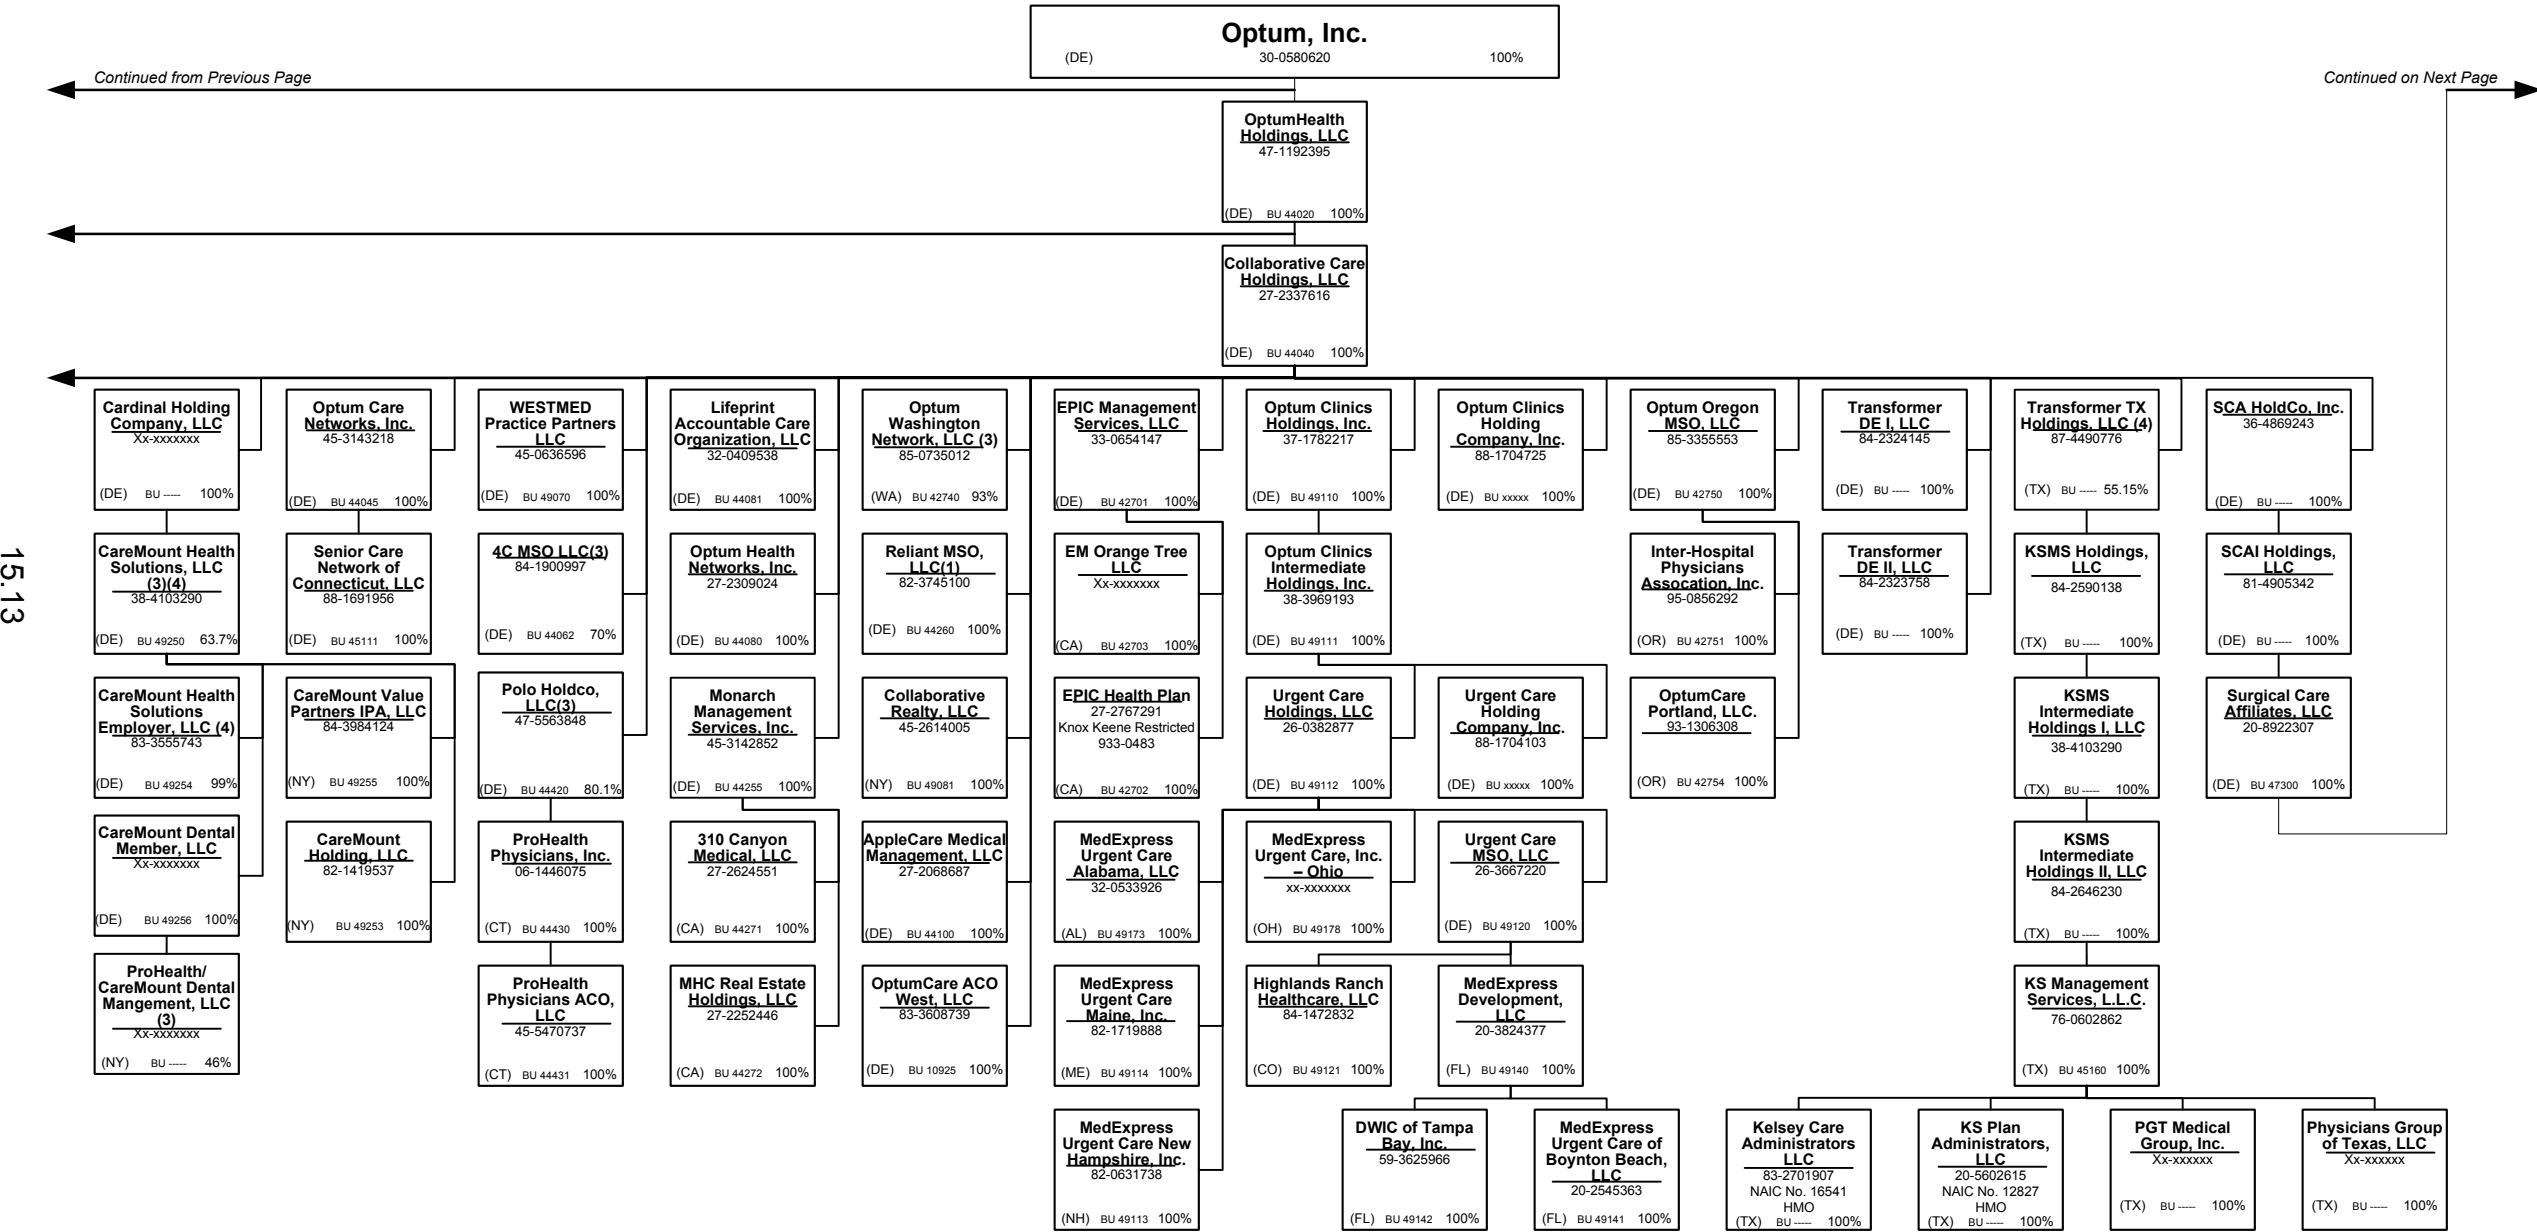 Optum, Inc.
(DE) 30-0580620 100%
Continued from Previous Page
Continued on Next Page
OptumHealth
Holdings, LLC
47-1192395
(DE) BU 44020 100%
Collaborative Care
Holdings, LLC
27-2337616
(DE) BU 44040 100%
Cardinal Holding
Company, LLC
Xx-xxxxxxx
(DE) BU ----- 100%
Optum Care
Networks, Inc.
45-3143218
(DE) BU 44045 100%
WESTMED
Practice Partners
LLC
45-0636596
(DE) BU 49070 100%
Lifeprint
Accountable Care
Organization, LLC
32-0409538
(DE) BU 44081 100%
Optum
Washington
Network, LLC (3)
85-0735012
(WA) BU 42740 93%
EPIC Management
Services, LLC
33-0654147
(DE) BU 42701 100%
Optum Clinics
Holdings, Inc.
37-1782217
(DE) BU 49110 100%
Optum Clinics
Holding
Company, Inc.
88-1704725
(DE) BU xxxxx 100%
Optum Oregon
MSO, LLC
85-3355553
(DE) BU 42750 100%
Transformer
DE I, LLC
84-2324145
(DE) BU ----- 100%
Transformer TX
Holdings, LLC (4)
87-4490776
(TX) BU ----- 55.15%
SCA HoldCo, Inc.
36-4869243
(DE) BU ----- 100%
CareMount Health
Solutions, LLC
(3)(4)
38-4103290
(DE) BU 49250 63.7%
Senior Care
Network of
Connecticut, LLC
88-1691956
(DE) BU 45111 100%
4C MSO LLC(3)
84-1900997
(DE) BU 44062 70%
Optum Health
Networks, Inc.
27-2309024
(DE) BU 44080 100%
Reliant MSO,
LLC(1)
82-3745100
(DE) BU 44260 100%
EM Orange Tree
LLC
Xx-xxxxxxx
(CA) BU 42703 100%
Optum Clinics
Intermediate
Holdings, Inc.
38-3969193
(DE) BU 49111 100%
Inter-Hospital
Physicians
Assocation, Inc.
95-0856292
(OR) BU 42751 100%
Transformer
DE II, LLC
84-2323758
(DE) BU ----- 100%
KSMS Holdings,
LLC
84-2590138
(TX) BU ----- 100%
SCAI Holdings,
LLC
81-4905342
(DE) BU ----- 100%
CareMount Health
Solutions
Employer, LLC (4)
83-3555743
(DE) BU 49254 99%
CareMount Value
Partners IPA, LLC
84-3984124
(NY) BU 49255 100%
Polo Holdco,
LLC(3)
47-5563848
(DE) BU 44420 80.1%
Monarch
Management
Services, Inc.
45-3142852
(DE) BU 44255 100%
Collaborative
Realty, LLC
45-2614005
(NY) BU 49081 100%
EPIC Health Plan
27-2767291
Knox Keene Restricted
933-0483
(CA) BU 42702 100%
Urgent Care
Holdings, LLC
26-0382877
(DE) BU 49112 100%
Urgent Care
Holding
Company, Inc.
88-1704103
(DE) BU xxxxx 100%
OptumCare
Portland, LLC.
93-1306308
(OR) BU 42754 100%
KSMS
Intermediate
Holdings I, LLC
38-4103290
(TX) BU ----- 100%
Surgical Care
Affiliates, LLC
20-8922307
(DE) BU 47300 100%
CareMount Dental
Member, LLC
Xx-xxxxxxx
(DE) BU 49256 100%
CareMount
Holding, LLC
82-1419537
(NY) BU 49253 100%
ProHealth
Physicians, Inc.
06-1446075
(CT) BU 44430 100%
310 Canyon
Medical, LLC
27-2624551
(CA) BU 44271 100%
AppleCare Medical
Management, LLC
27-2068687
(DE) BU 44100 100%
MedExpress
Urgent Care
Alabama, LLC
32-0533926
(AL) BU 49173 100%
MedExpress
Urgent Care, Inc.
– Ohio
xx-xxxxxxx
(OH) BU 49178 100%
Urgent Care
MSO, LLC
26-3667220
(DE) BU 49120 100%
KSMS
Intermediate
Holdings II, LLC
84-2646230
(TX) BU ----- 100%
ProHealth/
CareMount Dental
Mangement, LLC
(3)
Xx-xxxxxxx
(NY) BU ----- 46%
ProHealth
Physicians ACO,
LLC
45-5470737
(CT) BU 44431 100%
MHC Real Estate
Holdings, LLC
27-2252446
(CA) BU 44272 100%
OptumCare ACO
West, LLC
83-3608739
(DE) BU 10925 100%
MedExpress
Urgent Care
Maine, Inc.
82-1719888
(ME) BU 49114 100%
Highlands Ranch
Healthcare, LLC
84-1472832
(CO) BU 49121 100%
MedExpress
Development,
LLC
20-3824377
(FL) BU 49140 100%
KS Management
Services, L.L.C.
76-0602862
(TX) BU 45160 100%
MedExpress
Urgent Care New
Hampshire, Inc.
82-0631738
(NH) BU 49113 100%
DWIC of Tampa
Bay, Inc.
59-3625966
(FL) BU 49142 100%
MedExpress
Urgent Care of
Boynton Beach,
LLC
20-2545363
(FL) BU 49141 100%
Kelsey Care
Administrators
LLC
83-2701907
NAIC No. 16541
HMO
(TX) BU ----- 100%
KS Plan
Administrators,
LLC
20-5602615
NAIC No. 12827
HMO
(TX) BU ----- 100%
PGT Medical
Group, Inc.
Xx-xxxxxx
(TX) BU ----- 100%
Physicians Group
of Texas, LLC
Xx-xxxxxx
(TX) BU ----- 100%
15.13